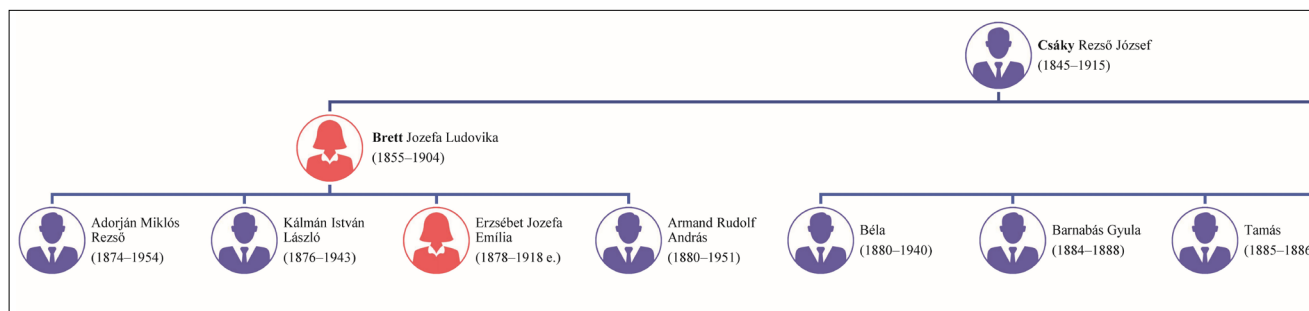 Csáky Rezső József
(1845–1915)
Brett Jozefa Ludovika
(1855–1904)
Adorján Miklós
Rezső
(1874–1954)
Kálmán István
László
(1876–1943)
Erzsébet Jozefa
Emília
(1878–1918 e.)
Armand Rudolf
András
(1880–1951)
Béla
(1880–1940)
Barnabás Gyula
(1884–1888)
Tamás
(1885–1886